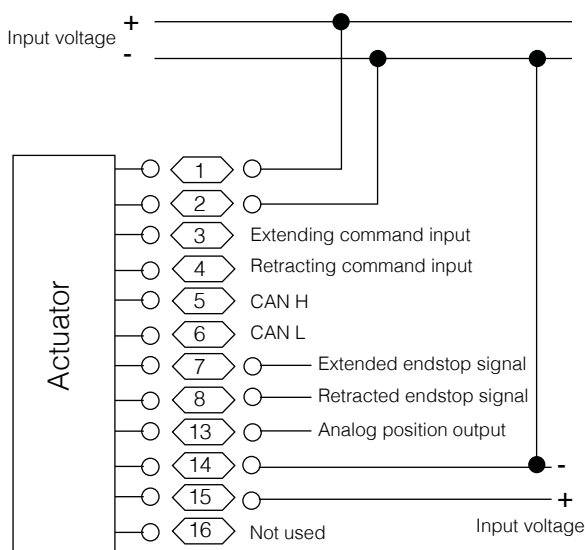 Input voltage
+
-
Actuator
1
2
3 Extending command input
4 Retracting command input
5 CAN H
6 CAN L
7 Extended endstop signal
8 Retracted endstop signal
13 Analog position output
14 -
15 +
16 Not used
Input voltage